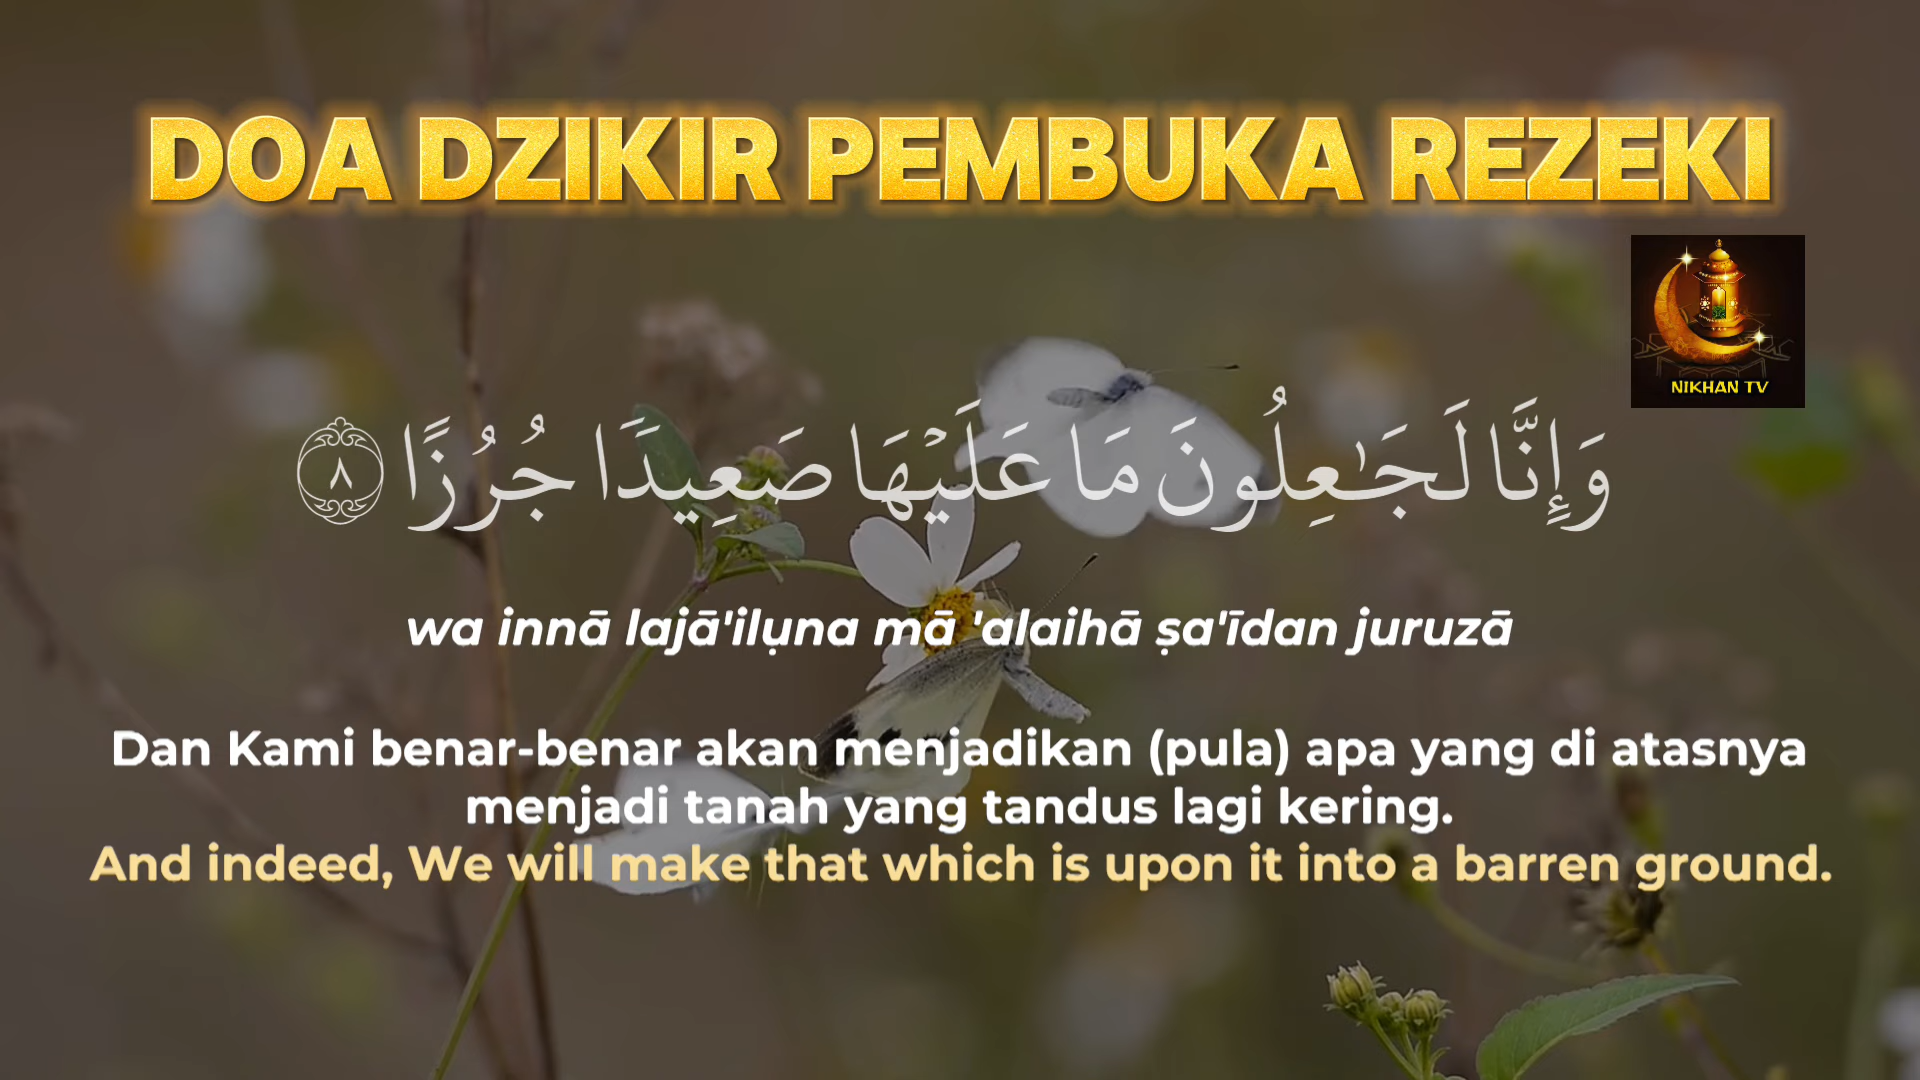 DOA DZIKIR PEMBUKA REZEKI
NIKHAN TV
وَإِنَّا لَجَٰعِلُونَ مَا عَلَيْهَا صَعِيدًا جُرُزًا ٨
wa innā lajā'ilụna mā 'alaihā ṣa'īdan juruzā
Dan Kami benar-benar akan menjadikan (pula) apa yang di atasnya
menjadi tanah yang tandus lagi kering.
And indeed, We will make that which is upon it into a barren ground.